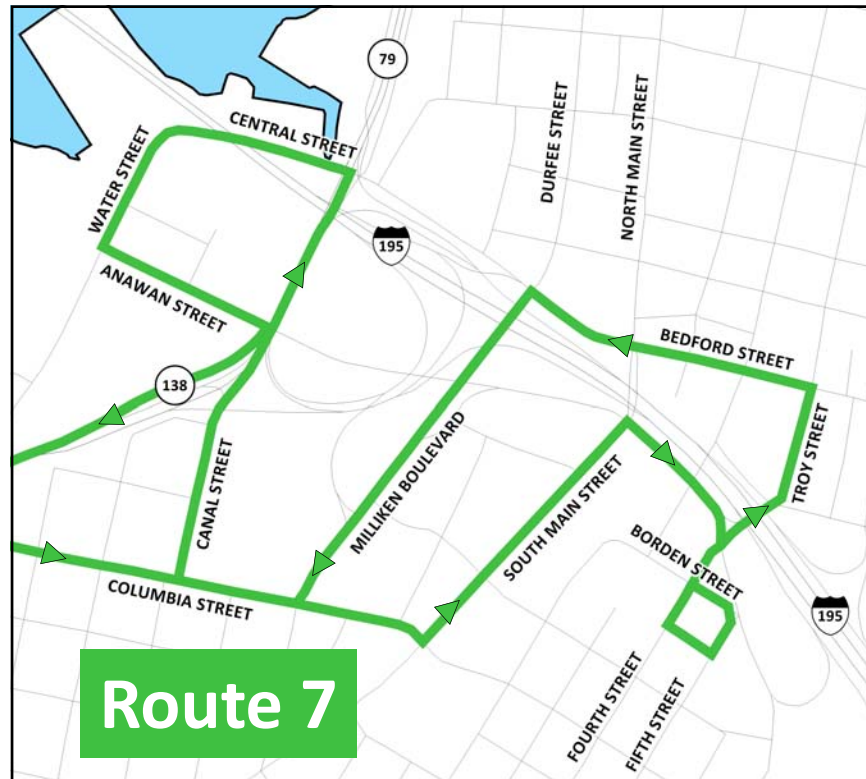 79
CENTRAL STREET
WATER STREET
DURFEE STREET
NORTH MAIN STREET
195
ANAWAN STREET
BEDFORD STREET
138
CANAL STREET
MILLIKEN BOULEVARD
SOUTH MAIN STREET
TROY STREET
BORDEN STREET
COLUMBIA STREET
195
FOURTH STREET
FIFTH STREET
Route 7